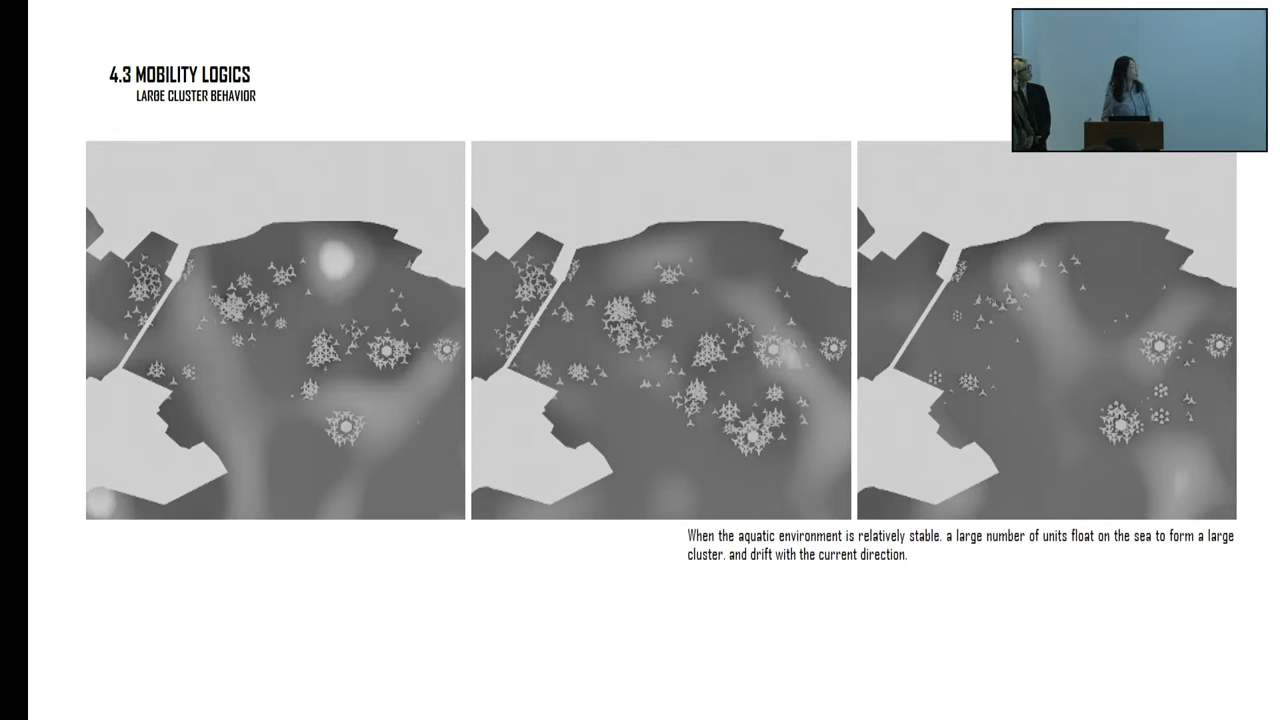 4.3 MOBILITY LOGICS
LARGE CLUSTER BEHAVIOR
When the aquatic environment is relatively stable. a large number of units float on the sea to form a large
cluster. and drift with the current direction.